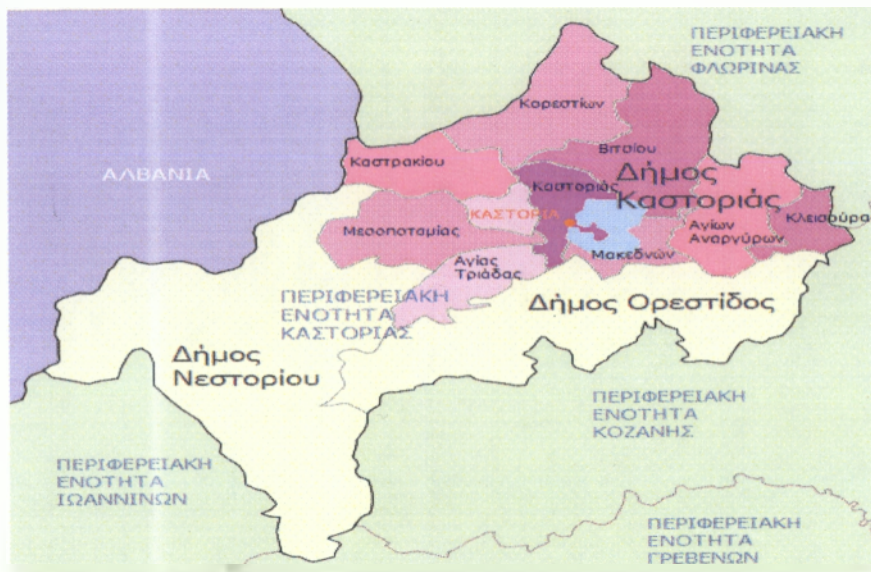 ΠΕΡΙΦΕΡΕΙΑΚΗ
ΕΝΟΤΗΤΑ
ΦΛΩΡΙΝΑΣ
Κορεστίων
Βιτσίου
Καστρακίου
ΑΛΒΑΝΙΑ
Δήμος
Καστοριάς
Καστοριάς
ΚΑΣΤΟΡΙΑ
Κλεισούρας
Μεσοποταμίας
Αγίων
Αναργύρων
Μακεδνών
Αγίας
Τριάδας
ΠΕΡΙΦΕΡΕΙΑΚΗ
ΕΝΟΤΗΤΑ
ΚΑΣΤΟΡΙΑΣ
Δήμος Ορεστίδος
Δήμος
Νεστορίου
ΠΕΡΙΦΕΡΕΙΑΚΗ
ΕΝΟΤΗΤΑ
ΚΟΖΑΝΗΣ
ΠΕΡΙΦΕΡΕΙΑΚΗ
ΕΝΟΤΗΤΑ
ΙΩΑΝΝΙΝΩΝ
ΠΕΡΙΦΕΡΕΙΑΚΗ
ΕΝΟΤΗΤΑ
ΓΡΕΒΕΝΩΝ